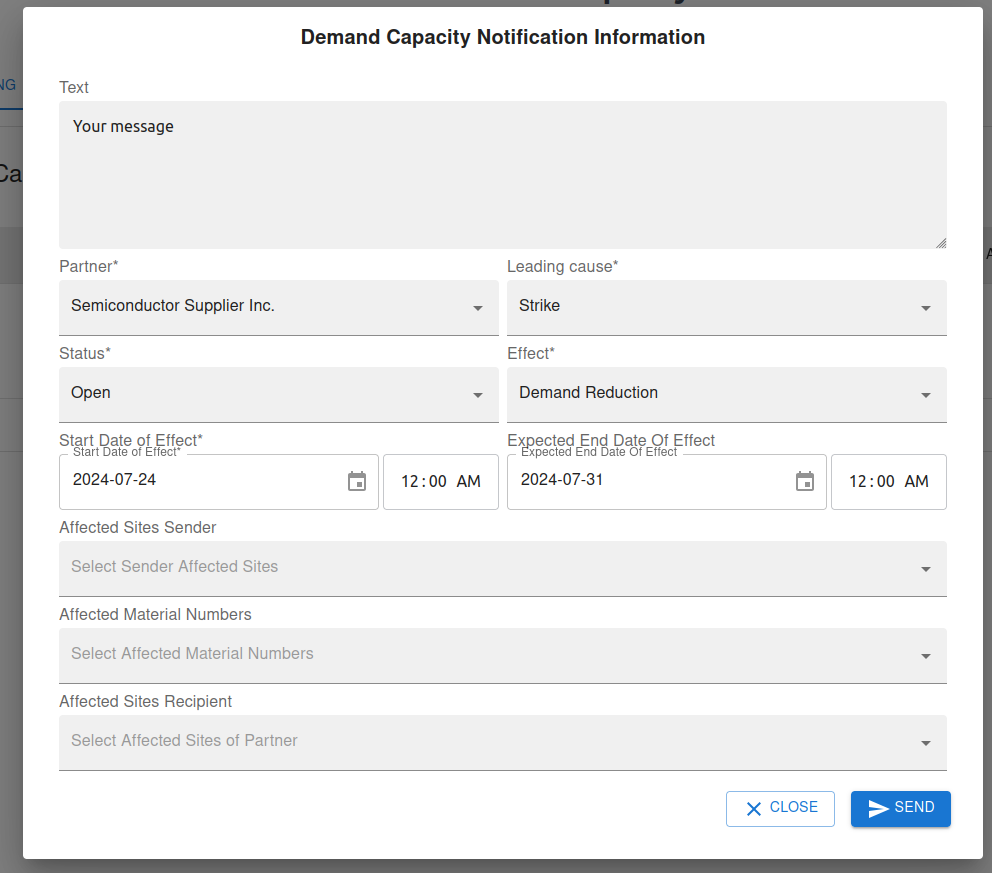 Demand Capacity Notification Information
NG
Text
Your message
Ca
Partner* Leading cause*
Semiconductor Supplier Inc. Strike
Status* Effect*
Open Demand Reduction
Start Date of Effect* Expected End Date Of Effect
Start Date of Effect* Expected End Date Of Effect
2024-07-24 12:00 AM 2024-07-31 12:00 AM
Affected Sites Sender
Select Sender Affected Sites
Affected Material Numbers
Select Affected Material Numbers
Affected Sites Recipient
Select Affected Sites of Partner
CLOSE SEND